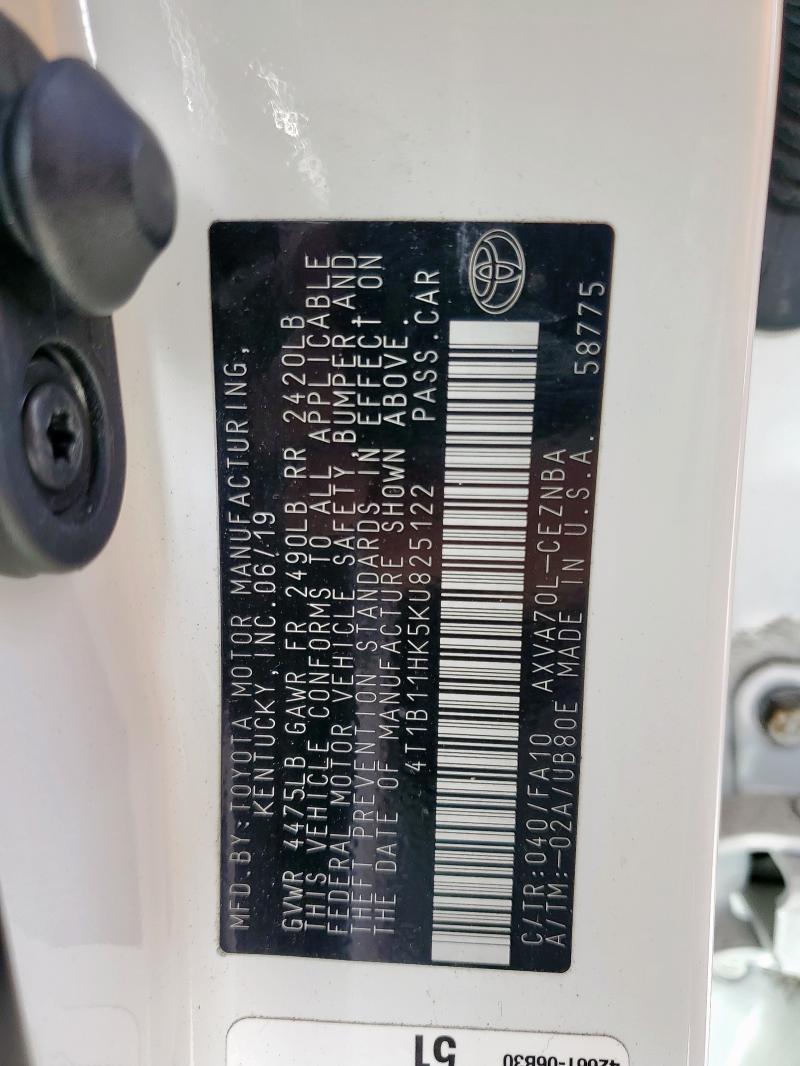 MFD.BY:TOYOTA MOTOR MANUFACTURING,
KENTUCKY,INC.06/19
GVWR 4475LB GAWR FR 2490LB RR 2420LB
THIS VEHICLE CONFORMS TO ALL APPLICABLE
FEDERAL MOTOR VEHICLE SAFETY,BUMPER,AND
THEFT PREVENTION STANDARDS IN EFFECT ON
THE DATE OF MANUFACTURE SHOWN ABOVE.
4T1B11HK5KU825122 PASS.CAR
C/TR:040/FA10 AXVA70L-CEZNBA
A/TM:-02A/UB80E MADE IN U.S.A. 58775
51
42661-06B30